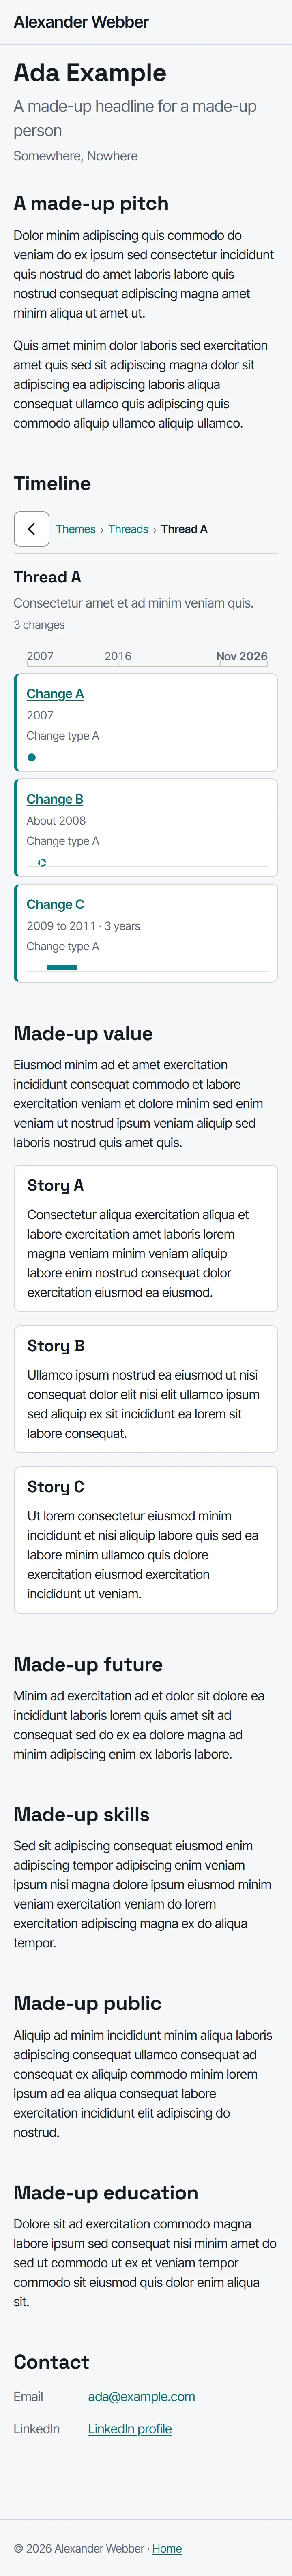 Alexander Webber
Ada Example
A made-up headline for a made-up
person
Somewhere, Nowhere
A made-up pitch
Dolor minim adipiscing quis commodo do
veniam do ex ipsum sed consectetur incididunt
quis nostrud do amet laboris labore quis
nostrud consequat adipiscing magna amet
minim aliqua ut amet ut.
Quis amet minim dolor laboris sed exercitation
amet quis sed sit adipiscing magna dolor sit
adipiscing ea adipiscing laboris aliqua
consequat ullamco quis adipiscing quis
commodo aliquip ullamco aliquip ullamco.
Timeline
Themes › Threads › Thread A
Thread A
Consectetur amet et ad minim veniam quis.
3 changes
2007 2016 Nov 2026
Change A
2007
Change type A
Change B
About 2008
Change type A
Change C
2009 to 2011 · 3 years
Change type A
Made-up value
Eiusmod minim ad et amet exercitation
incididunt consequat commodo et labore
exercitation veniam et dolore minim sed enim
veniam ut nostrud ipsum veniam aliquip sed
laboris nostrud quis amet quis.
Story A
Consectetur aliqua exercitation aliqua et
labore exercitation amet laboris lorem
magna veniam minim veniam aliquip
labore enim nostrud consequat dolor
exercitation eiusmod ea eiusmod.
Story B
Ullamco ipsum nostrud ea eiusmod ut nisi
consequat dolor elit nisi elit ullamco ipsum
sed aliquip ex sit incididunt ea lorem sit
labore consequat.
Story C
Ut lorem consectetur eiusmod minim
incididunt et nisi aliquip labore quis sed ea
labore minim ullamco quis dolore
exercitation eiusmod exercitation
incididunt ut veniam.
Made-up future
Minim ad exercitation ad et dolor sit dolore ea
incididunt laboris lorem quis amet sit ad
consequat sed do ex ea dolore magna ad
minim adipiscing enim ex laboris labore.
Made-up skills
Sed sit adipiscing consequat eiusmod enim
adipiscing tempor adipiscing enim veniam
ipsum nisi magna dolore ipsum eiusmod minim
veniam exercitation veniam do lorem
exercitation adipiscing magna ex do aliqua
tempor.
Made-up public
Aliquip ad minim incididunt minim aliqua laboris
adipiscing consequat ullamco consequat ad
consequat ex aliquip commodo minim lorem
ipsum ad ea aliqua consequat labore
exercitation incididunt elit adipiscing do
nostrud.
Made-up education
Dolore sit ad exercitation commodo magna
labore ipsum sed consequat nisi minim amet do
sed ut commodo ut ex et veniam tempor
commodo sit eiusmod quis dolor enim aliqua
sit.
Contact
Email ada@example.com
LinkedIn LinkedIn profile
© 2026 Alexander Webber · Home